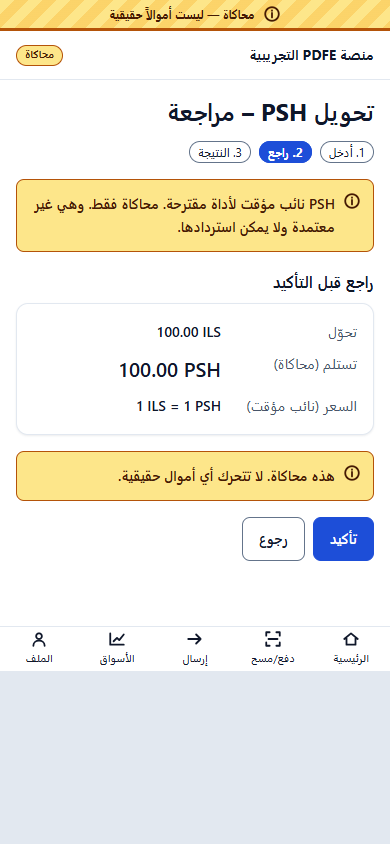 محاكاة — ليست أموالاً حقيقية
منصة PDFE التجريبية
محاكاة
تحويل PSH – مراجعة
1. أدخل
2. راجع
3. النتيجة
PSH نائب مؤقت لأداة مقترحة. محاكاة فقط. وهي غير
معتمدة ولا يمكن استردادها.
راجع قبل التأكيد
تحوّل 100.00 ILS
تستلم (محاكاة) 100.00 PSH
السعر (نائب مؤقت) 1 ILS = 1 PSH
هذه محاكاة. لا تتحرك أي أموال حقيقية.
تأكيد
رجوع
الرئيسية
دفع/مسح
إرسال
الأسواق
الملف